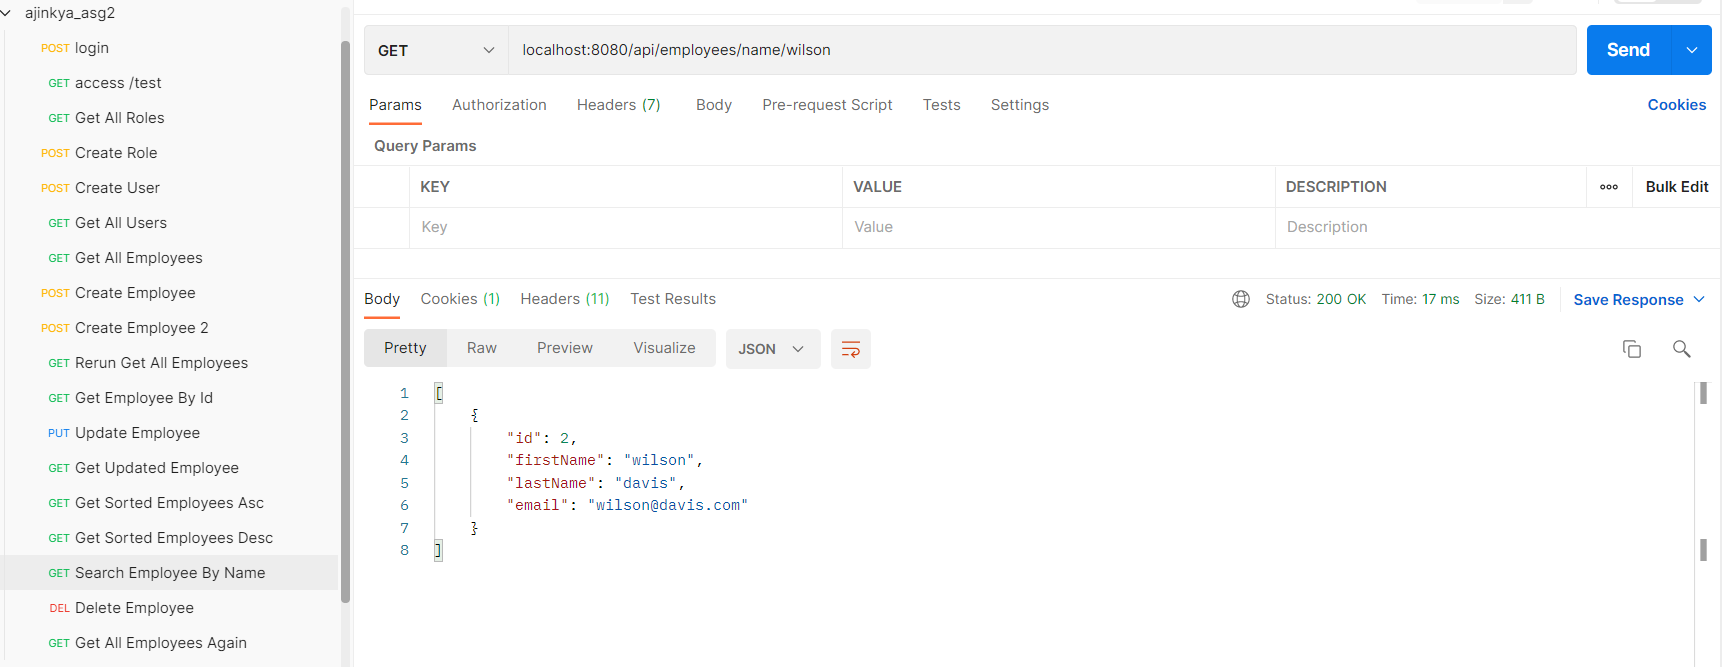 ajinkya_asg2
POST login
GET access /test
GET Get All Roles
POST Create Role
POST Create User
GET Get All Users
GET Get All Employees
POST Create Employee
POST Create Employee 2
GET Rerun Get All Employees
GET Get Employee By Id
PUT Update Employee
GET Get Updated Employee
GET Get Sorted Employees Asc
GET Get Sorted Employees Desc
GET Search Employee By Name
DEL Delete Employee
GET Get All Employees Again
GET localhost:8080/api/employees/name/wilson Send
Params Authorization Headers (7) Body Pre-request Script Tests Settings Cookies
Query Params
KEY VALUE DESCRIPTION ooo Bulk Edit
Key Value Description
Body Cookies (1) Headers (11) Test Results Status: 200 OK Time: 17 ms Size: 411 B Save Response
Pretty Raw Preview Visualize JSON
1 [
2 {
3 "id": 2,
4 "firstName": "wilson",
5 "lastName": "davis",
6 "email": "wilson@davis.com"
7 }
8 ]